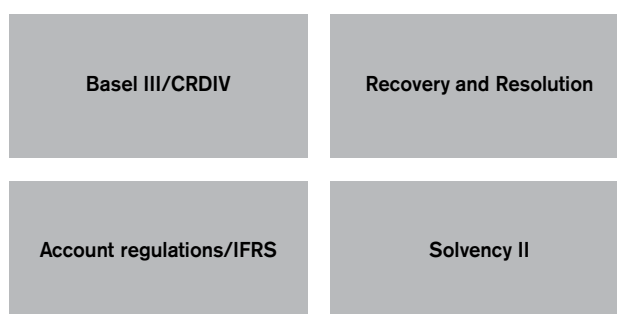 Basel III/CRDIV
Recovery and Resolution
Account regulations/IFRS
Solvency II